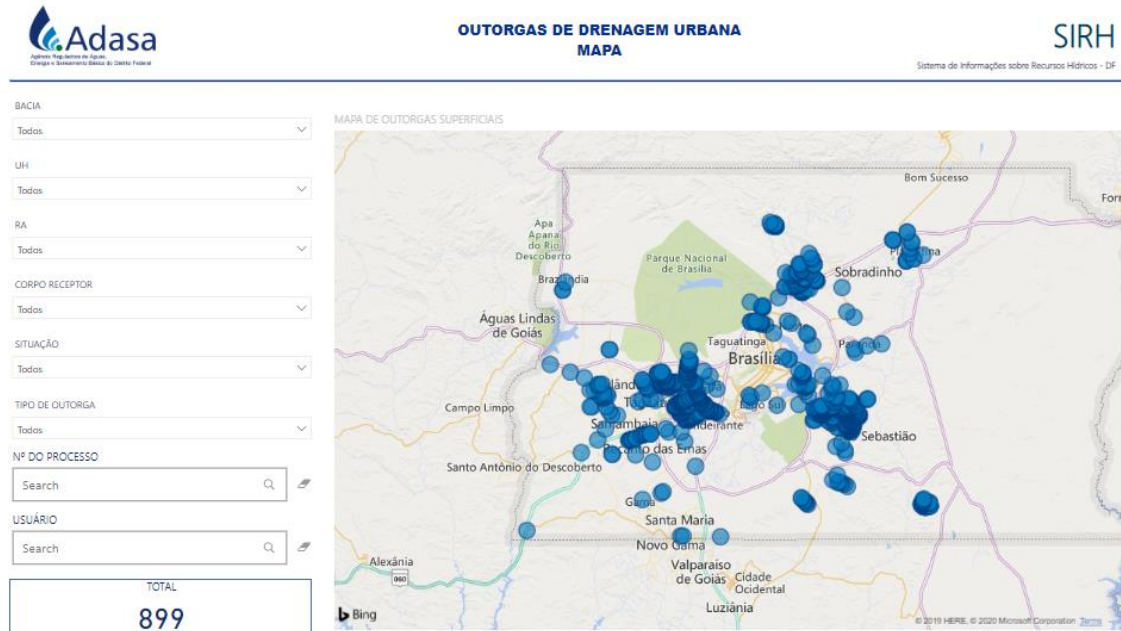 Adasa
Agência Reguladora de Águas,
Energia e Saneamento Básico do Distrito Federal
OUTORGAS DE DRENAGEM URBANA
MAPA
SIRH
Sistema de Informações sobre Recursos Hídricos - DF
BACIA
Todos
UH
Todos
RA
Todos
CORPO RECEPTOR
Todos
SITUAÇÃO
Todos
TIPO DE OUTORGA
Todos
Nº DO PROCESSO
Search
USUÁRIO
Search
TOTAL
899
MAPA DE OUTORGAS SUPERFICIAIS
Bom Sucesso
Apa
Apana
do Rio
Descoberto
Parque Nacional
de Brasília
Sobradinho
Águas Lindas
de Goiás
Taguatinga
Brasília
Campo Limpo
Samambaia
Sebastião
Recanto das Emas
Santo Antônio do Descoberto
Gama
Santa Maria
Novo Gama
Alexânia
060
Valparaiso
de Goiás
Cidade
Ocidental
Luziânia
Bing
© 2019 HERE, © 2020 Microsoft Corporation Terms